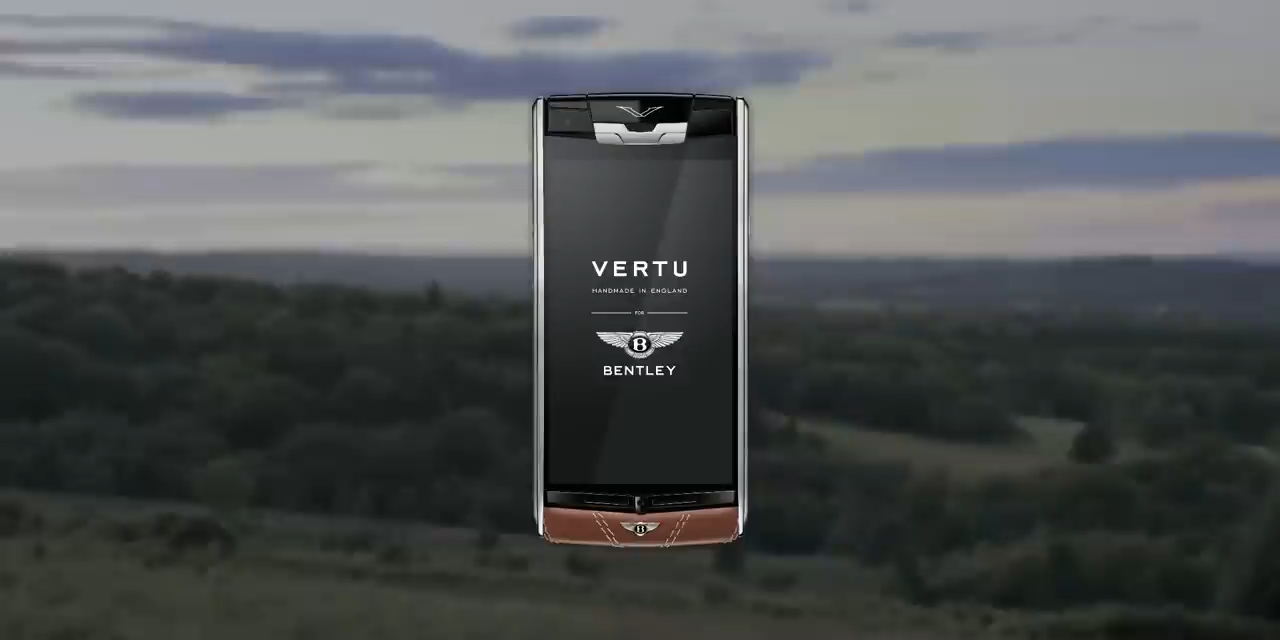 VERTU
HANDMADE IN ENGLAND
FOR
B
BENTLEY
B